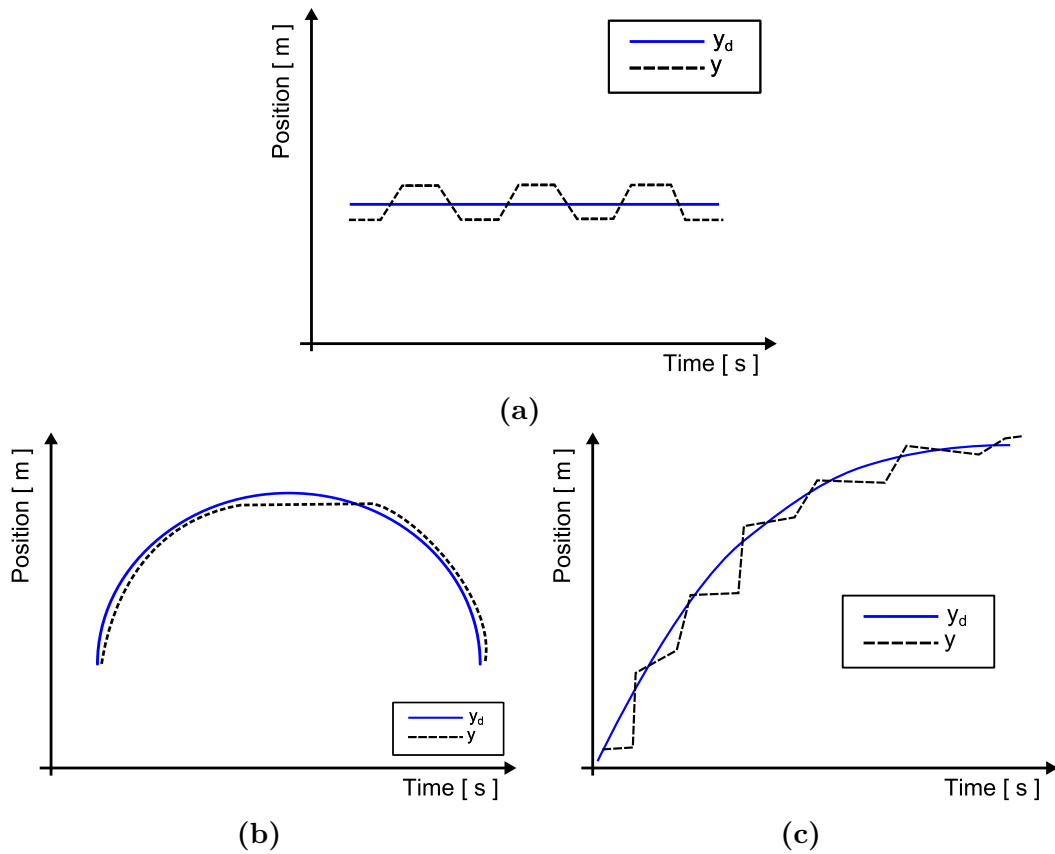 Position [ m ]
y_d
y
Time [ s ]
(a)
Position [ m ]
y_d
y
Time [ s ]
(b)
Position [ m ]
y_d
y
Time [ s ]
(c)